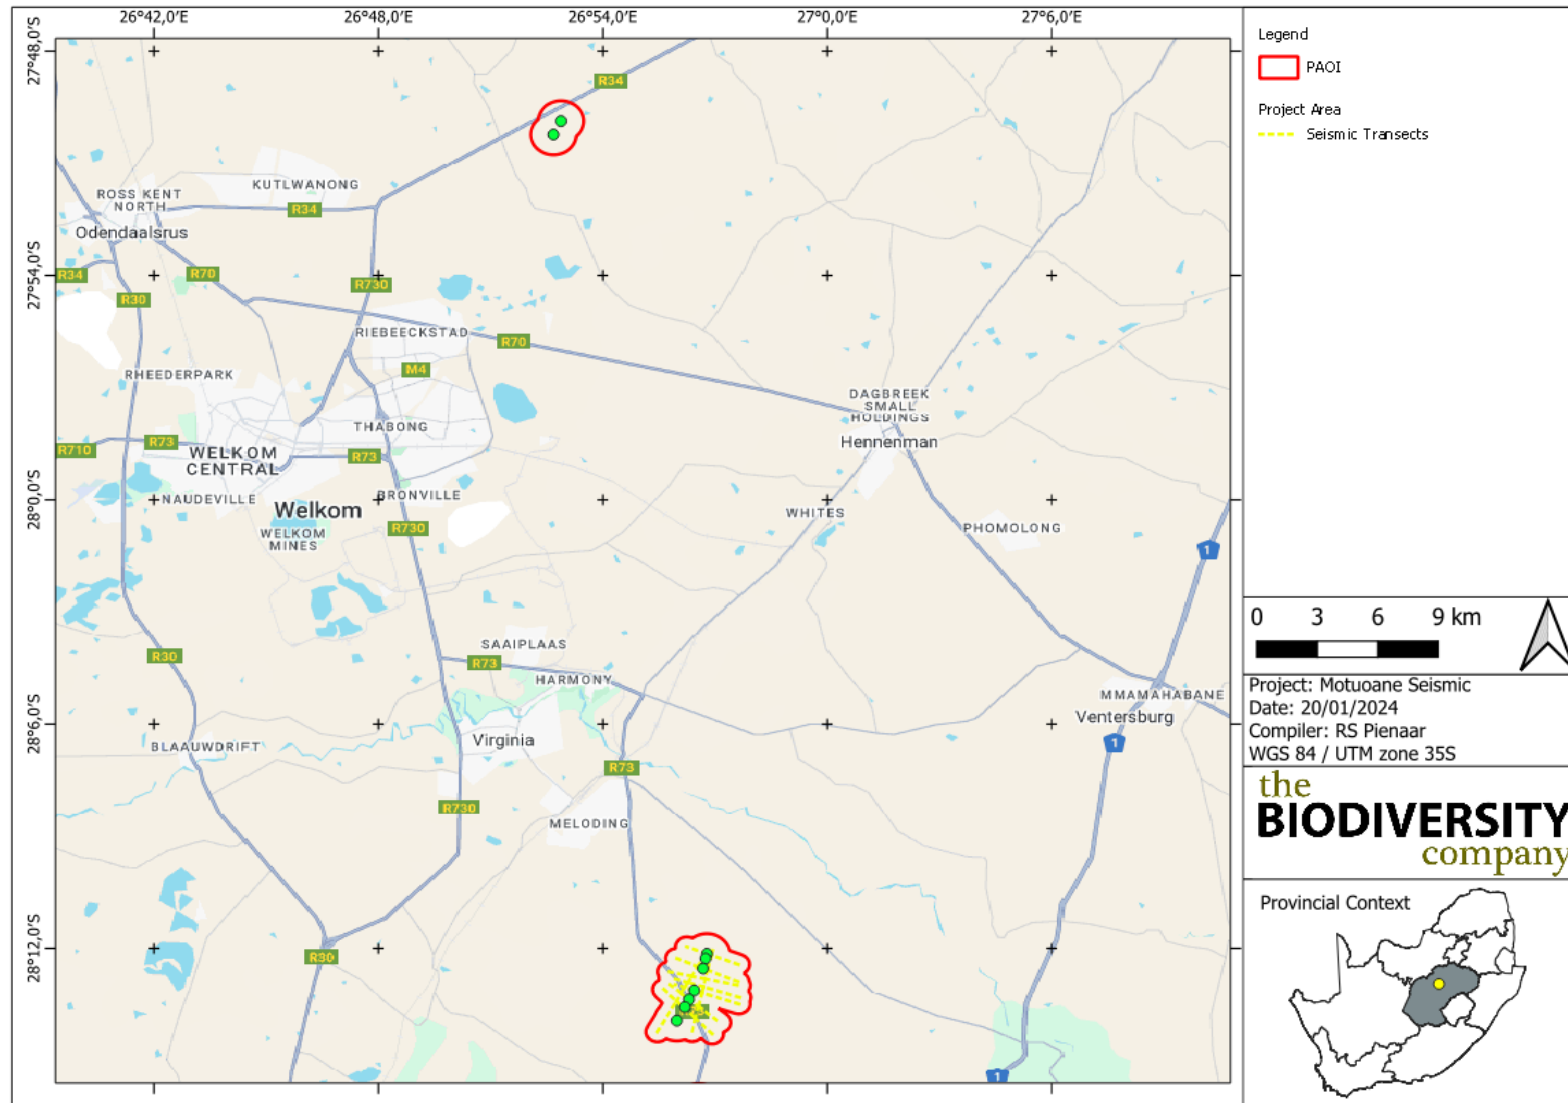 26°42,0'E
26°48,0'E
26°54,0'E
27°0,0'E
27°6,0'E
27°48,0'S
27°54,0'S
28°0,0'S
28°6,0'S
28°12,0'S
R34
KUTLWANONG
ROSS KENT
NORTH
R34
Odendaalsrus
R34
R70
R730
R30
RIEBEECKSTAD
R70
M4
RHEEDERPARK
DAGBREEK
SMALL
HOLDINGS
Hennenman
THABONG
R73
R710
WELKOM
CENTRAL
R73
NAUDEVILLE
BRONVILLE
Welkom
WELKOM
MINES
R730
WHITES
PHOMOLONG
1
SAAIPLAAS
R30
R73
HARMONY
MMAMAHABANE
Ventersburg
BLAAUWDRIFT
Virginia
1
R73
R730
MELODING
R30
1
Legend
PAOI
Project Area
Seismic Transects
0 3 6 9 km
Project: Motuoane Seismic
Date: 20/01/2024
Compiler: RS Pienaar
WGS 84 / UTM zone 35S
the
BIODIVERSITY
company
Provincial Context